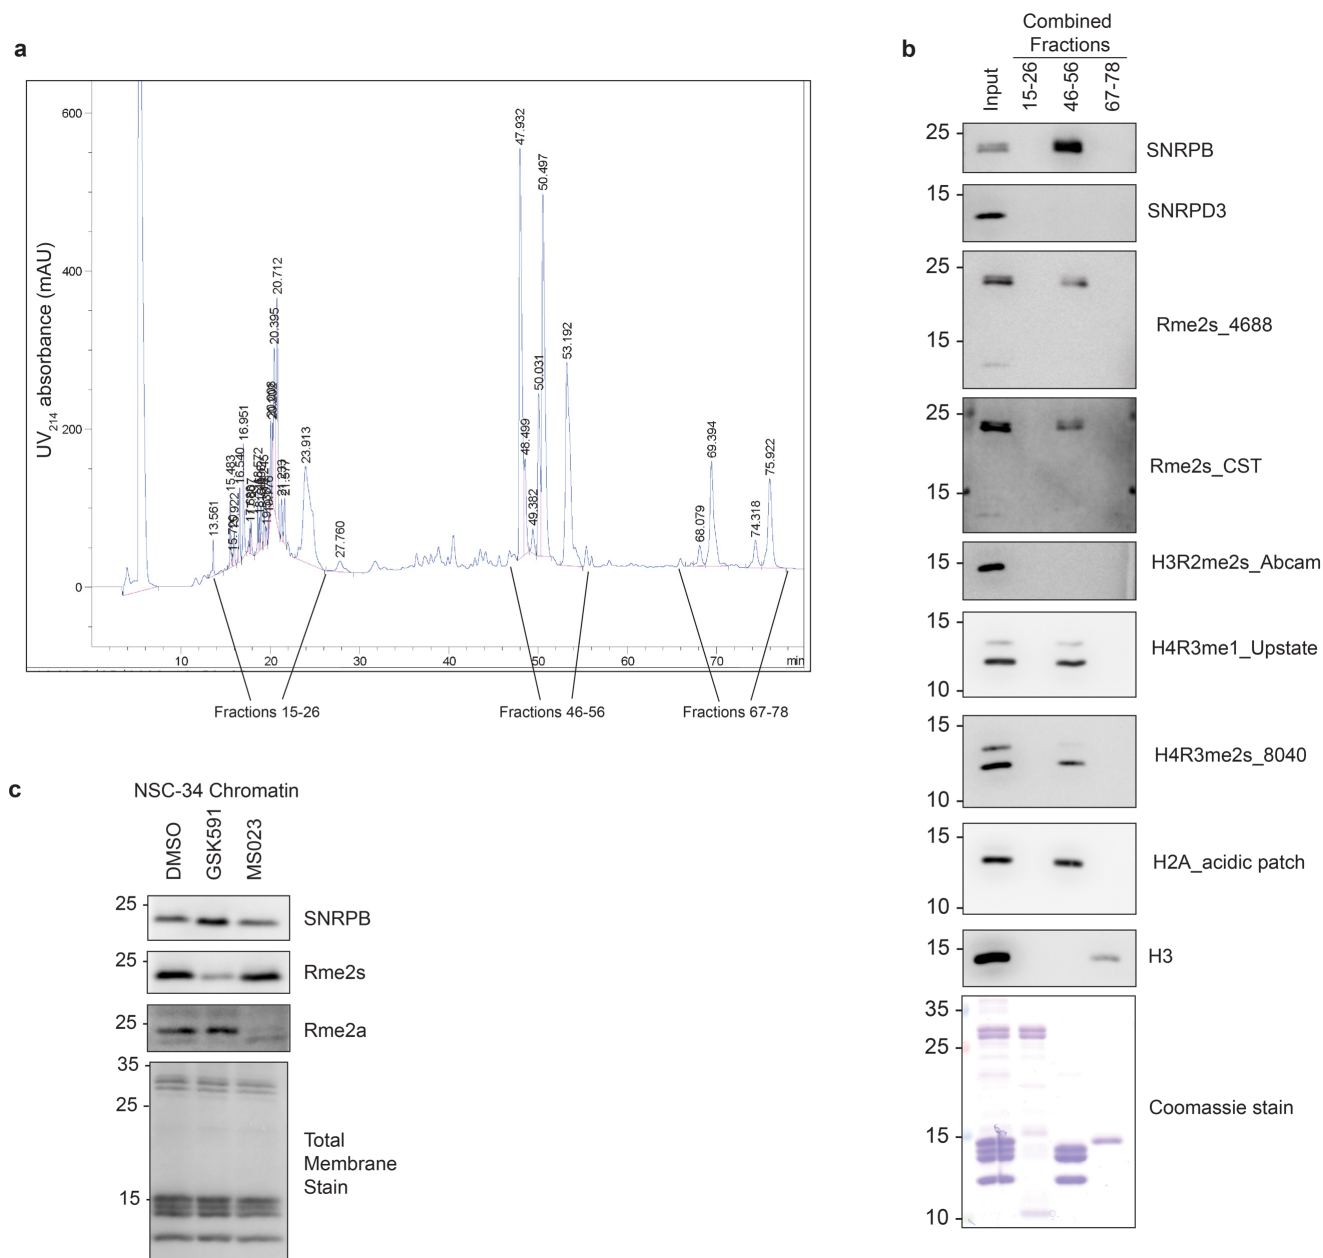 a
UV214 absorbance (mAU)
600
400
200
0
13.561
15.483
15.922
16.540
16.951
20.395
20.712
21.577
23.913
27.760
47.932
48.499
49.382
50.031
50.497
53.192
68.079
69.394
74.318
75.922
10
20
30
40
50
60
70
min
Fractions 15-26
Fractions 46-56
Fractions 67-78
b
Combined
Fractions
Input
15-26
46-56
67-78
25
SNRPB
15
SNRPD3
25
15
Rme2s_4688
25
15
Rme2s_CST
15
H3R2me2s_Abcam
15
10
H4R3me1_Upstate
15
10
H4R3me2s_8040
15
10
H2A_acidic patch
15
H3
35
25
15
10
Coomassie stain
c
NSC-34 Chromatin
DMSO
GSK591
MS023
25
SNRPB
25
Rme2s
25
Rme2a
35
25
15
Total
Membrane
Stain